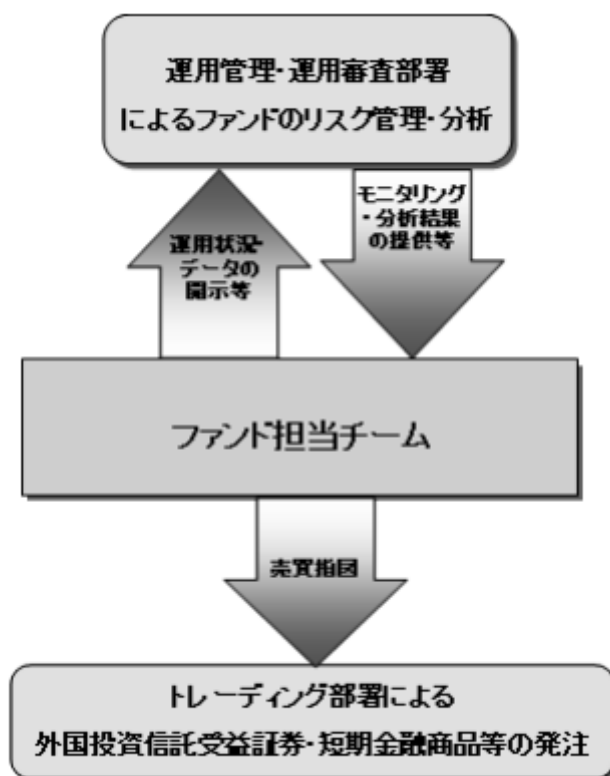 運用管理・運用審査部署
によるファンドのリスク管理・分析
運用状況・
データの
開示等
モニタリング
・分析結果
の提供等
ファンド担当チーム
売買指図
トレーディング部署による
外国投資信託受益証券・短期金融商品等の発注